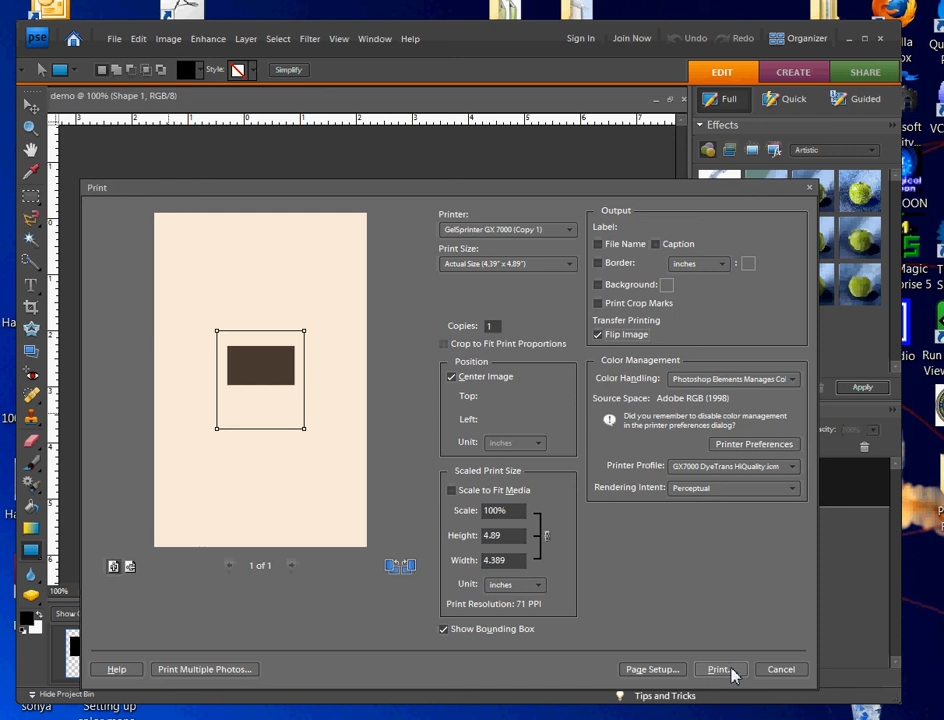 pse File Edit Image Enhance Layer Select Filter View Window Help Sign In Join Now Undo Redo Organizer
Style: Simplify EDIT CREATE SHARE
demo @ 100% (Shape 1, RGB/8)
Full Quick Guided
Effects
Artistic
Print
Printer:
GelSprinter GX 7000 (Copy 1)
Print Size:
Actual Size (4.39" x 4.89")
Copies: 1
Crop to Fit Print Proportions
Position
Center Image
Top:
Left:
Unit: inches
Scaled Print Size
Scale to Fit Media
Scale: 100%
Height: 4.89
Width: 4.389
Unit: inches
Print Resolution: 71 PPI
Show Bounding Box
Output
Label:
File Name Caption
Border: inches :
Background:
Print Crop Marks
Transfer Printing
Flip Image
Color Management
Color Handling: Photoshop Elements Manages Col
Source Space: Adobe RGB (1998)
Did you remember to disable color management
in the printer preferences dialog?
Printer Preferences
Printer Profile: GX7000 DyeTrans HiQuality.icm
Rendering Intent: Perceptual
1 of 1
Help Print Multiple Photos... Page Setup... Print... Cancel
Apply
100%
Hide Project Bin
Tips and Tricks
sonya
Setting up